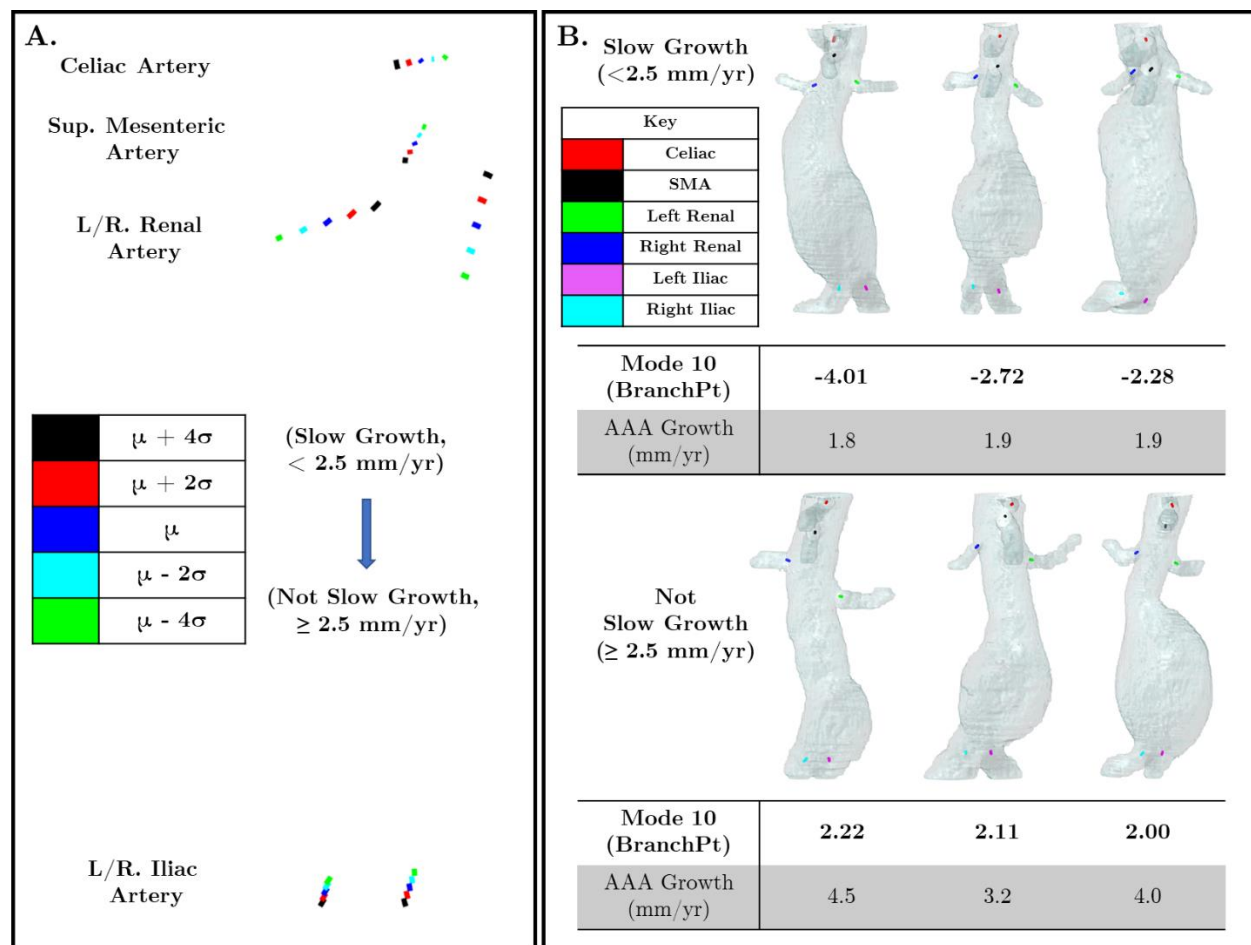 A.
Celiac Artery
Sup. Mesenteric
Artery
L/R. Renal
Artery
μ + 4σ
μ + 2σ
μ
μ - 2σ
μ - 4σ
(Slow Growth,
< 2.5 mm/yr)
(Not Slow Growth,
≥ 2.5 mm/yr)
L/R. Iliac
Artery
B.
Slow Growth
(<2.5 mm/yr)
Key
Celiac
SMA
Left Renal
Right Renal
Left Iliac
Right Iliac
Mode 10
(BranchPt)
-4.01 -2.72 -2.28
AAA Growth
(mm/yr)
1.8 1.9 1.9
Not
Slow Growth
(≥ 2.5 mm/yr)
Mode 10
(BranchPt)
2.22 2.11 2.00
AAA Growth
(mm/yr)
4.5 3.2 4.0